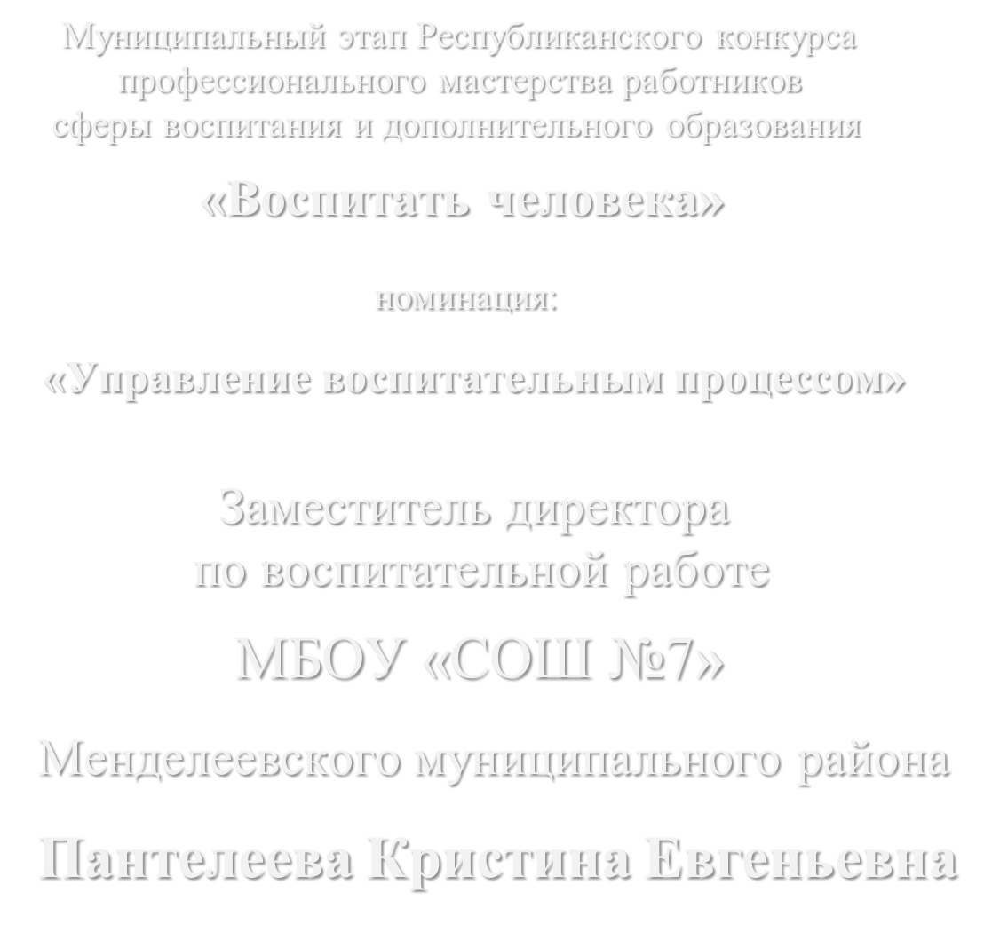 Муниципальный этап Республиканского конкурса
профессионального мастерства работников
сферы воспитания и дополнительного образования
«Воспитать человека»
номинация:
«Управление воспитательным процессом»
Заместитель директора
по воспитательной работе
МБОУ «СОШ №7»
Менделеевского муниципального района
Пантелеева Кристина Евгеньевна